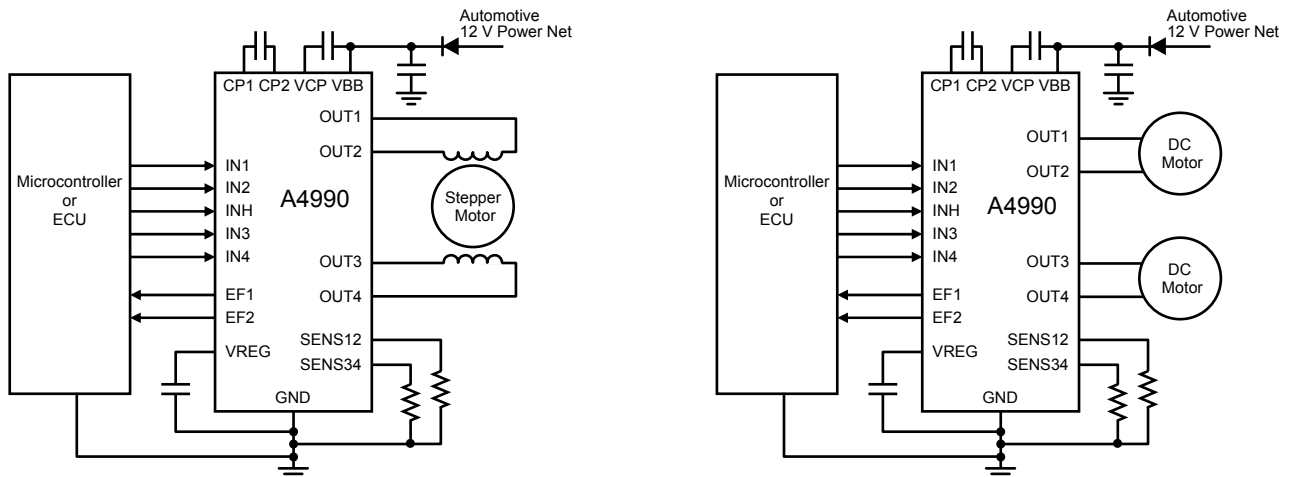 Automotive
12 V Power Net
CP1 CP2 VCP VBB
OUT1
OUT2
IN1
IN2
INH
IN3
IN4
Microcontroller
or
ECU
A4990
Stepper
Motor
OUT3
OUT4
EF1
EF2
SENS12
VREG
SENS34
GND
Automotive
12 V Power Net
CP1 CP2 VCP VBB
OUT1
OUT2
DC
Motor
IN1
IN2
INH
IN3
IN4
Microcontroller
or
ECU
A4990
OUT3
OUT4
DC
Motor
EF1
EF2
SENS12
VREG
SENS34
GND